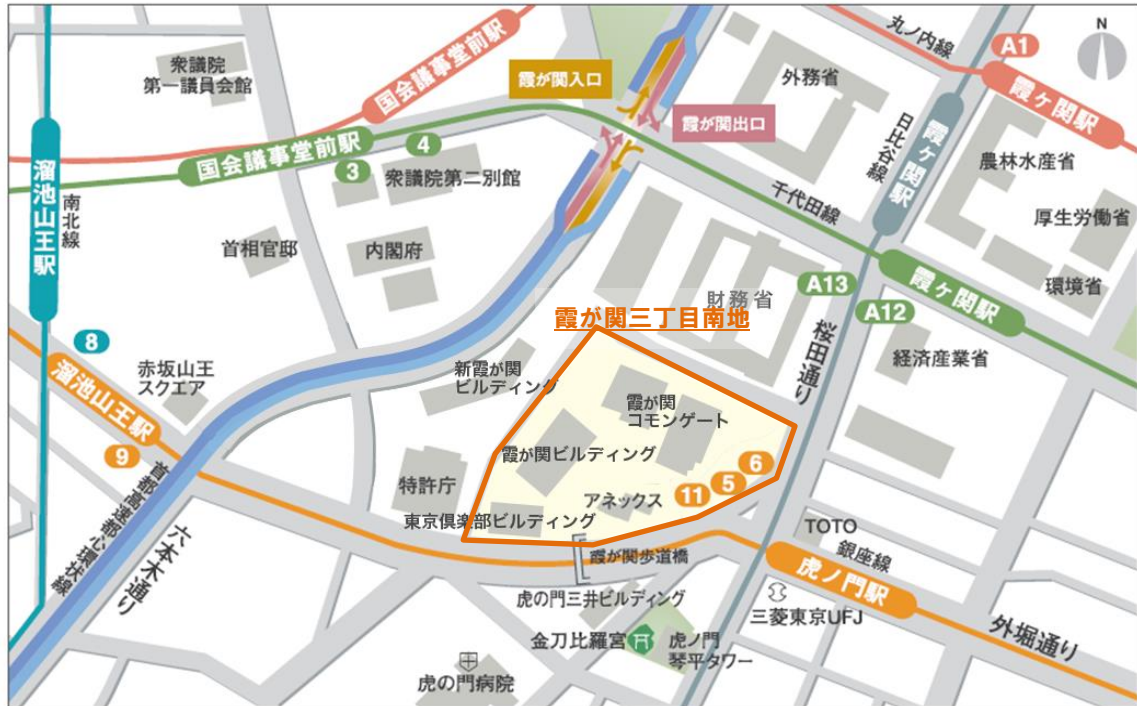 丸ノ内線
N
A1
衆議院
第一議員会館
国会議事堂前駅
霞が関入口
外務省
霞ヶ関駅
霞が関出口
日比谷線
霞ヶ関駅
農林水産省
国会議事堂前駅
4
3
衆議院第二別館
千代田線
厚生労働省
溜池山王駅
南北線
首相官邸
内閣府
霞ヶ関駅
環境省
財務省
A13
A12
霞が関三丁目南地
桜田通り
経済産業省
8
赤坂山王
スクエア
新霞が関
ビルディング
溜池山王駅
霞が関
コモンゲート
9
霞が関ビルディング
6
5
11
特許庁
アネックス
東京倶楽部ビルディング
首都高速都心環状線
六本木通り
TOTO
銀座線
霞が関歩道橋
虎ノ門駅
虎の門三井ビルディング
三菱東京UFJ
外堀通り
金刀比羅宮
虎ノ門
琴平タワー
虎の門病院